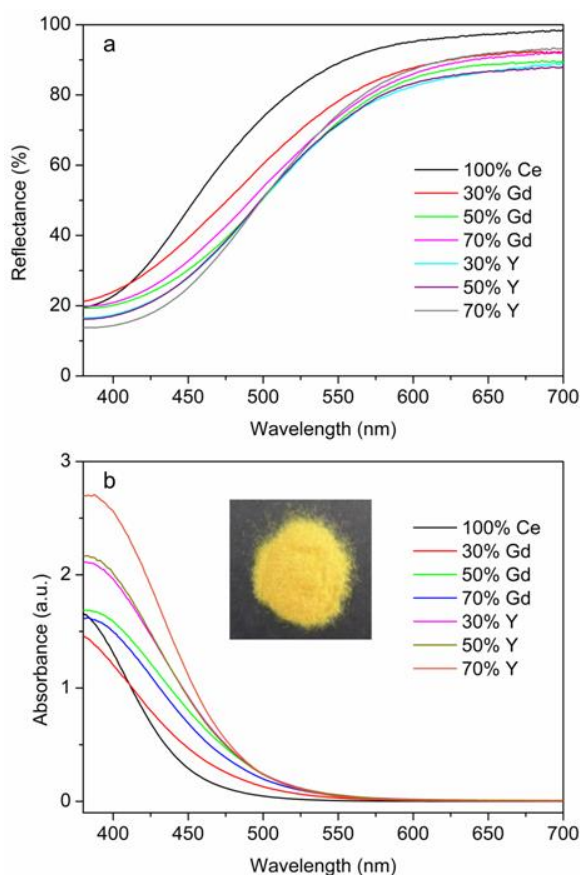 a
100
80
60
40
20
0
Reflectance (%)
100% Ce
30% Gd
50% Gd
70% Gd
30% Y
50% Y
70% Y
400 450 500 550 600 650 700
Wavelength (nm)
b
3
2
1
0
Absorbance (a.u.)
100% Ce
30% Gd
50% Gd
70% Gd
30% Y
50% Y
70% Y
400 450 500 550 600 650 700
Wavelength (nm)